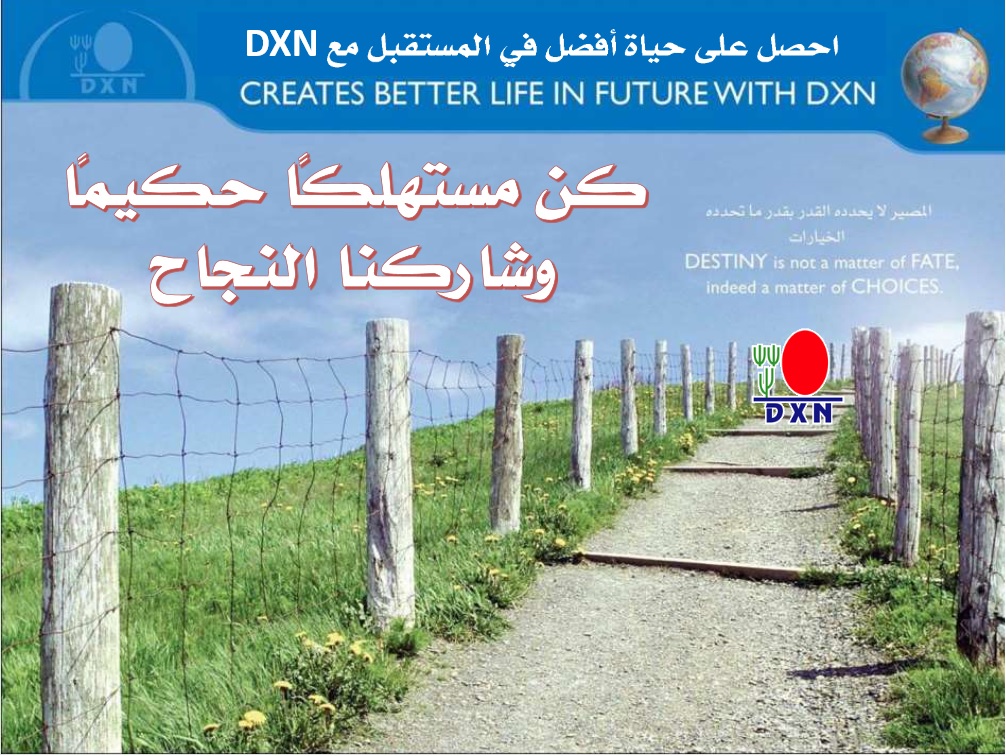 DXN
احصل على حياة أفضل في المستقبل مع DXN
CREATES BETTER LIFE IN FUTURE WITH DXN
كن مستهلكًا حكيمًا
وشاركنا النجاح
المصير لا يحدده القدر بقدر ما تحدده
الخيارات
DESTINY is not a matter of FATE,
indeed a matter of CHOICES.
DXN